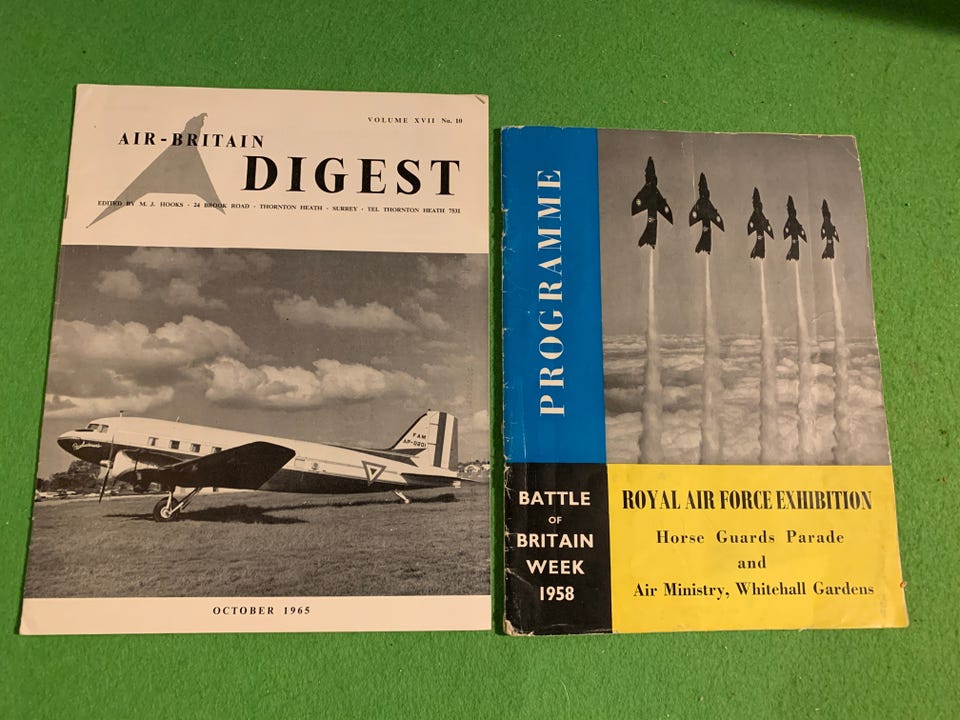 VOLUME XVII No. 10
AIR-BRITAIN
DIGEST
EDITED BY M. J. HOOKS · 24 BROOK ROAD · THORNTON HEATH · SURREY · TEL THORNTON HEATH 7531
FAM
AP-0201
OCTOBER 1965
PROGRAMME
BATTLE
OF
BRITAIN
WEEK
1958
ROYAL AIR FORCE EXHIBITION
Horse Guards Parade
and
Air Ministry, Whitehall Gardens